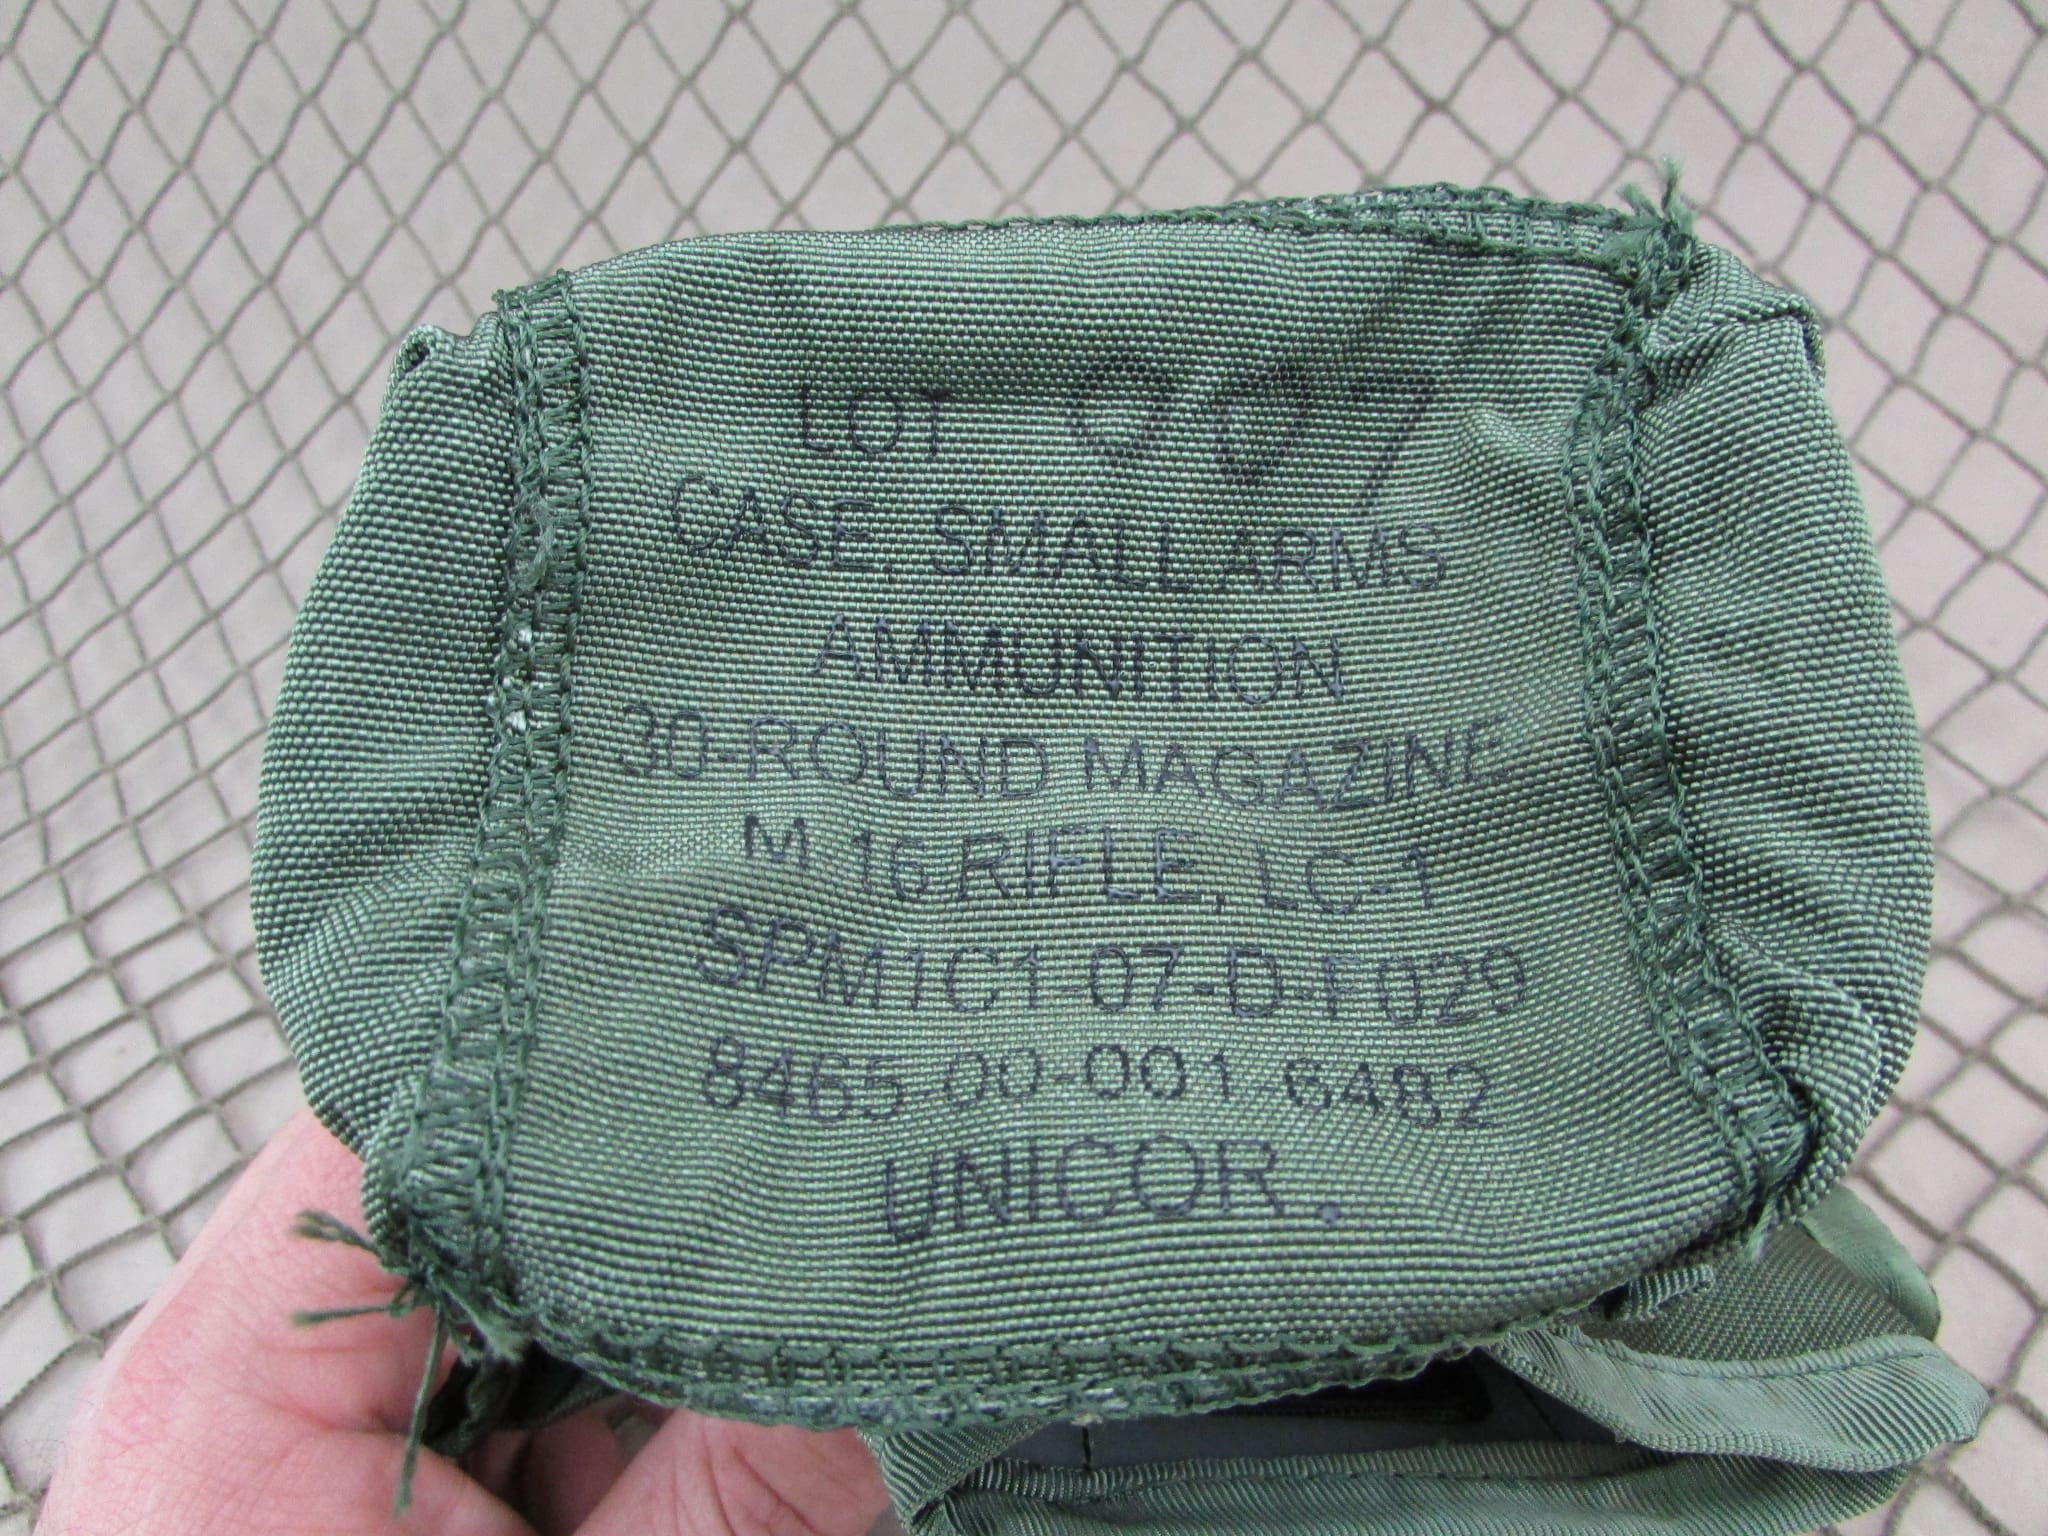 LOT 007
CASE, SMALL ARMS
AMMUNITION
30-ROUND MAGAZINE
M-16 RIFLE, LC-1
SPM1C1-07-D-F029
8465-00-001-6482
UNICOR.